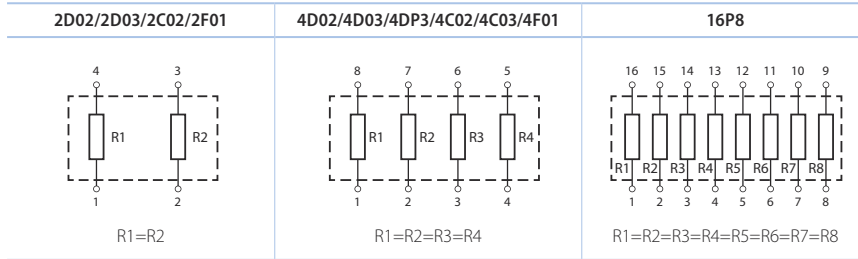 2D02/2D03/2C02/2F01 4D02/4D03/4DP3/4C02/4C03/4F01 16P8
4 3 8 7 6 5 16 15 14 13 12 11 10 9
R1 R2 R1 R2 R3 R4
R1 R2 R3 R4 R5 R6 R7 R8
1 2 1 2 3 4 1 2 3 4 5 6 7 8
R1=R2 R1=R2=R3=R4 R1=R2=R3=R4=R5=R6=R7=R8